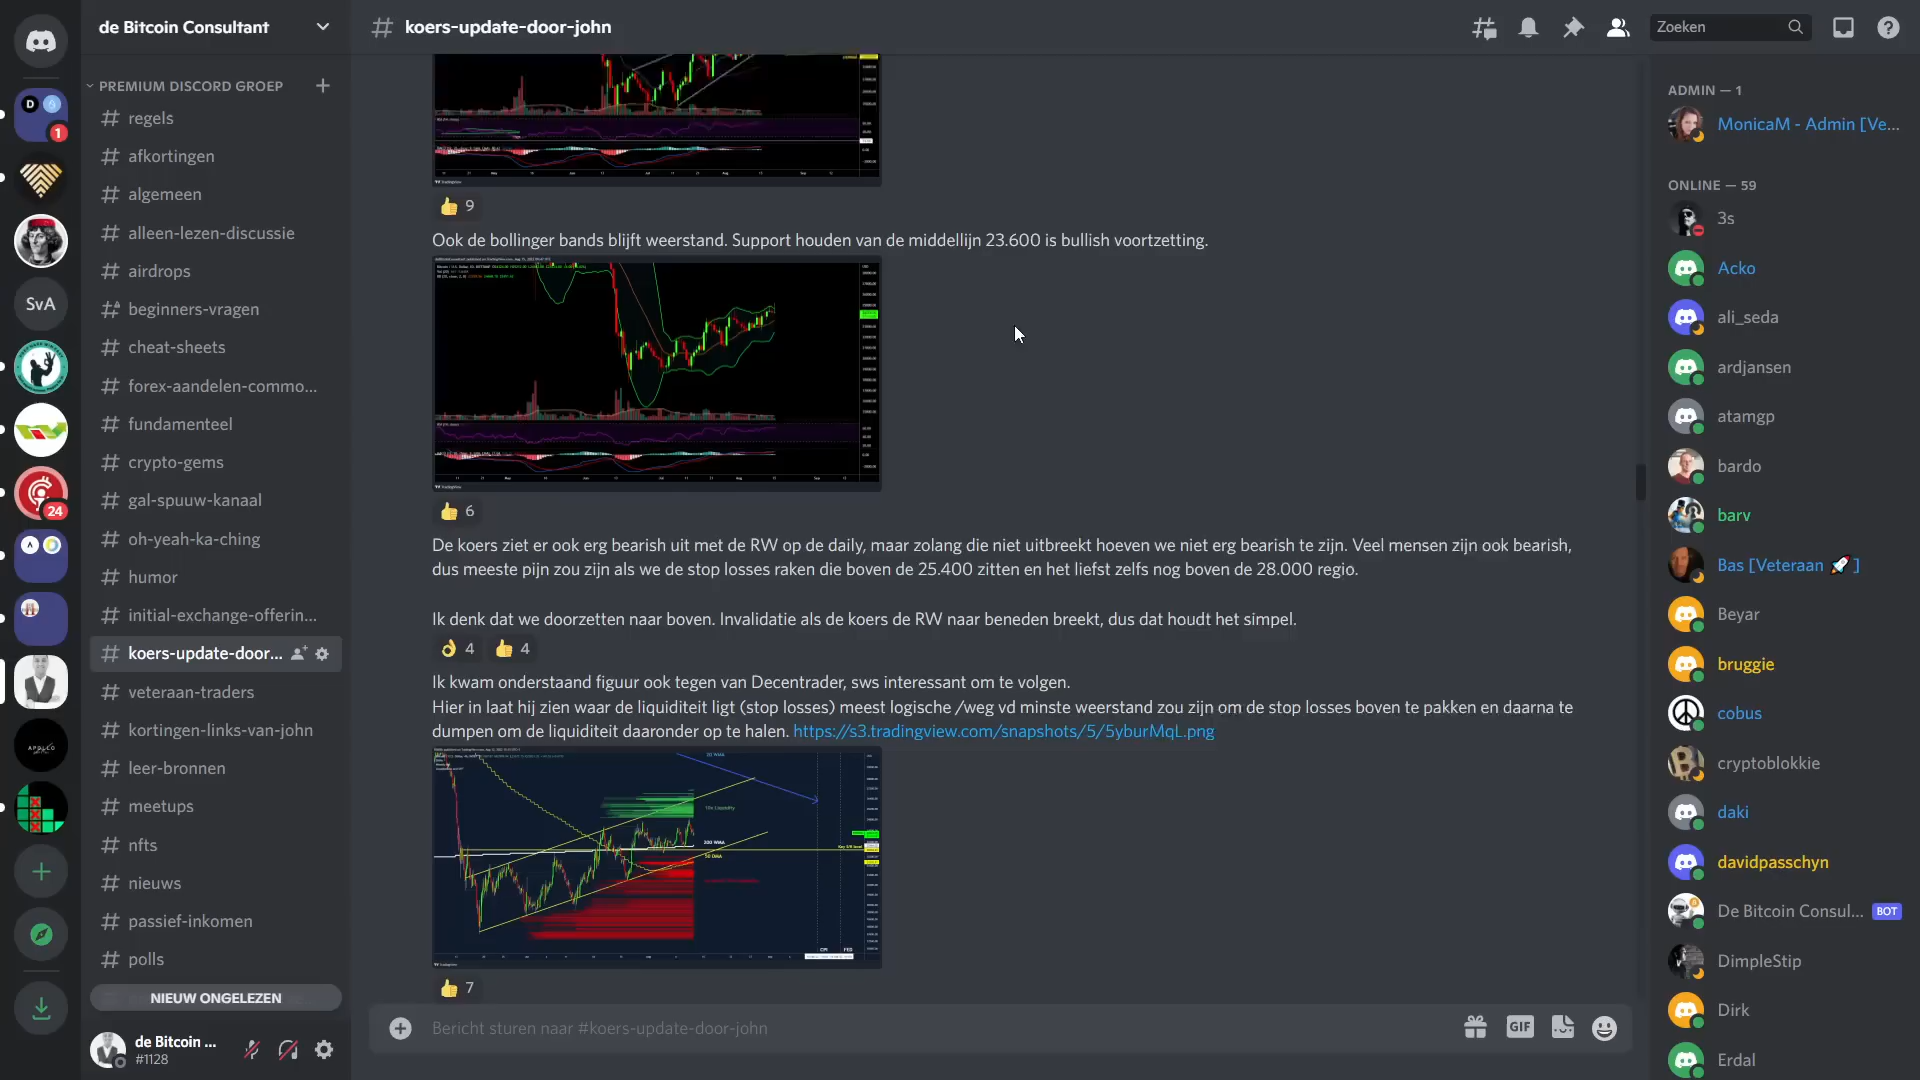 de Bitcoin Consultant
PREMIUM DISCORD GROEP
regels
afkortingen
algemeen
alleen-lezen-discussie
airdrops
beginners-vragen
cheat-sheets
forex-aandelen-commo...
fundamenteel
crypto-gems
gal-spuuw-kanaal
oh-yeah-ka-ching
humor
initial-exchange-offerin...
koers-update-door...
veteraan-traders
kortingen-links-van-john
leer-bronnen
meetups
nfts
nieuws
passief-inkomen
polls
NIEUW ONGELEZEN
de Bitcoin ...
#1128
1
SvA
24
APOLLO
koers-update-door-john
Zoeken
9
Ook de bollinger bands blijft weerstand. Support houden van de middellijn 23.600 is bullish voortzetting.
6
De koers ziet er ook erg bearish uit met de RW op de daily, maar zolang die niet uitbreekt hoeven we niet erg bearish te zijn. Veel mensen zijn ook bearish,
dus meeste pijn zou zijn als we de stop losses raken die boven de 25.400 zitten en het liefst zelfs nog boven de 28.000 regio.
Ik denk dat we doorzetten naar boven. Invalidatie als de koers de RW naar beneden breekt, dus dat houdt het simpel.
4 4
Ik kwam onderstaand figuur ook tegen van Decentrader, sws interessant om te volgen.
Hier in laat hij zien waar de liquiditeit ligt (stop losses) meest logische /weg vd minste weerstand zou zijn om de stop losses boven te pakken en daarna te
dumpen om de liquiditeit daaronder op te halen. https://s3.tradingview.com/snapshots/5/5yburMqL.png
7
Bericht sturen naar #koers-update-door-john
GIF
ADMIN — 1
MonicaM - Admin [Ve...
ONLINE — 59
3s
Acko
ali_seda
ardjansen
atamgp
bardo
barv
Bas [Veteraan 🚀]
Beyar
bruggie
cobus
cryptoblokkie
daki
davidpasschyn
De Bitcoin Consul... BOT
DimpleStip
Dirk
Erdal